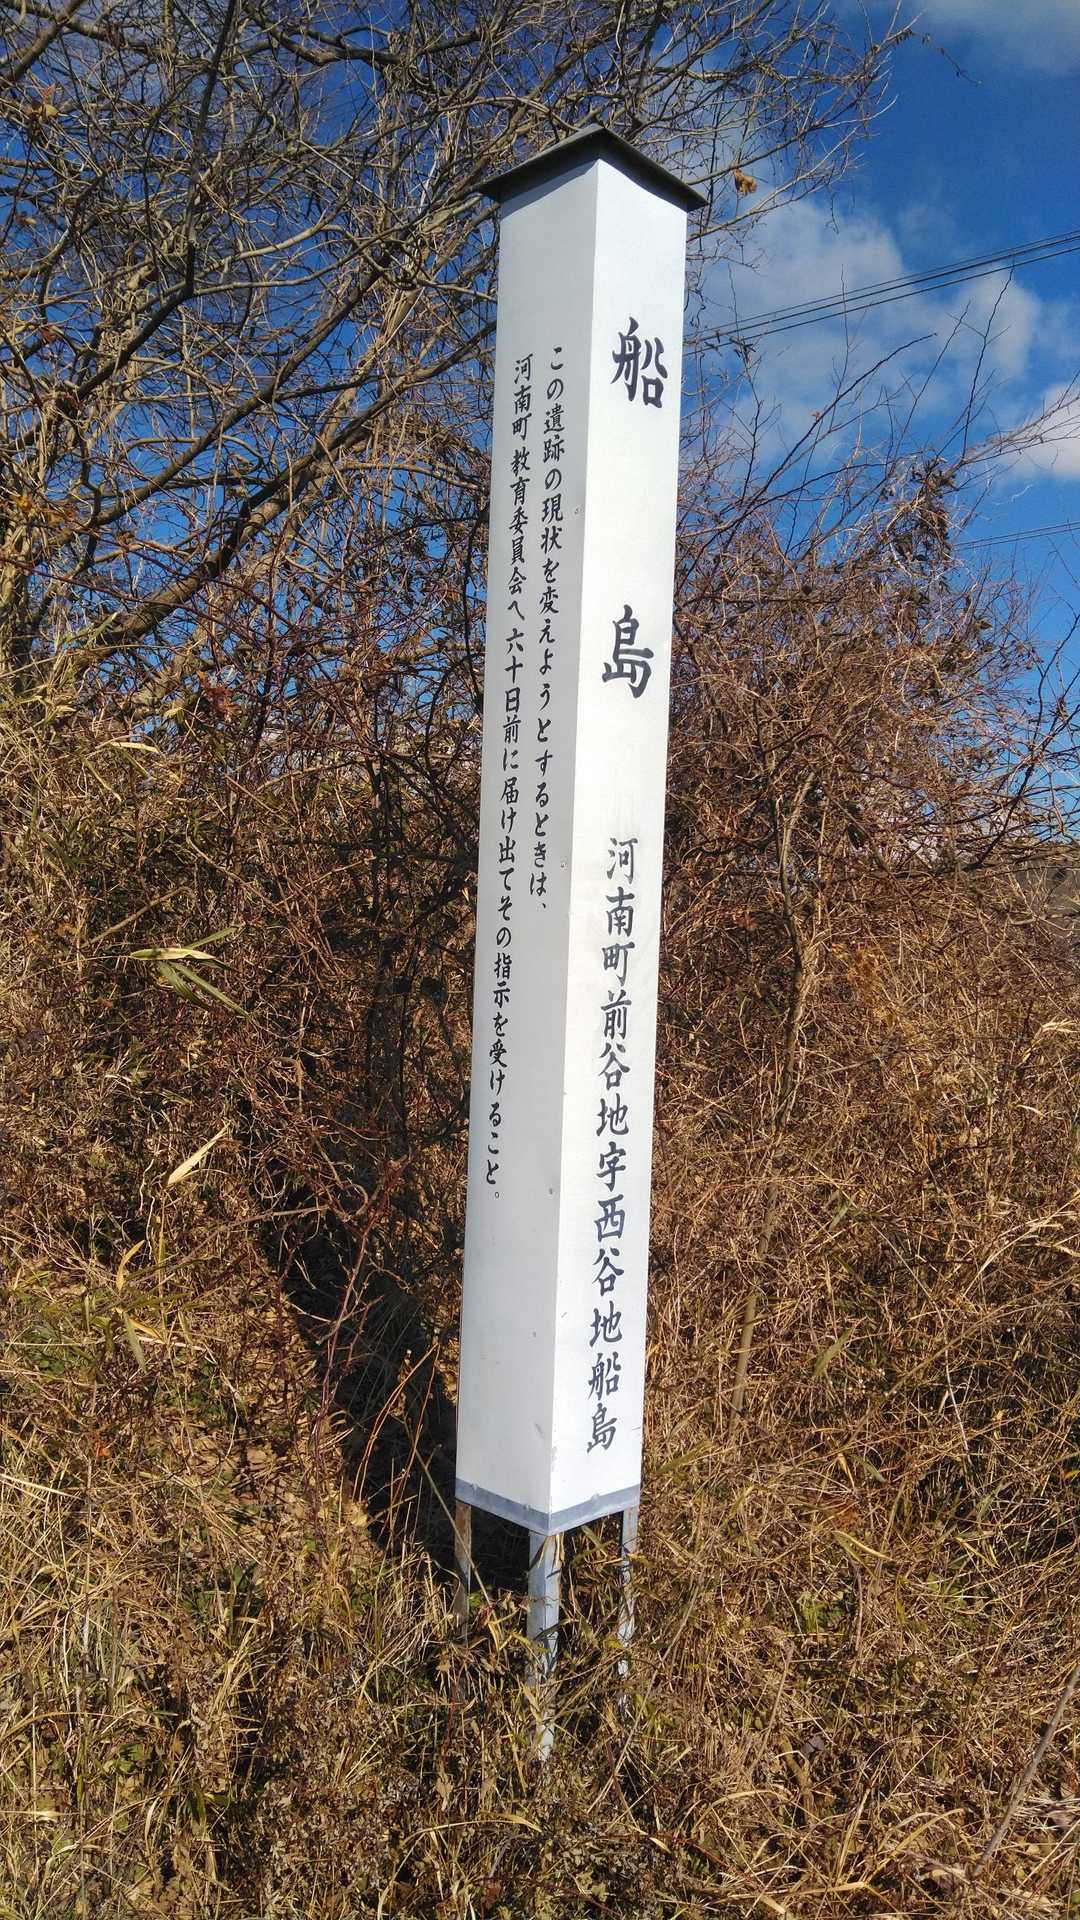 船島
河南町前谷地字西谷地船島
この遺跡の現状を変えようとするときは、
河南町教育委員会へ六十日前に届け出てその指示を受けること。